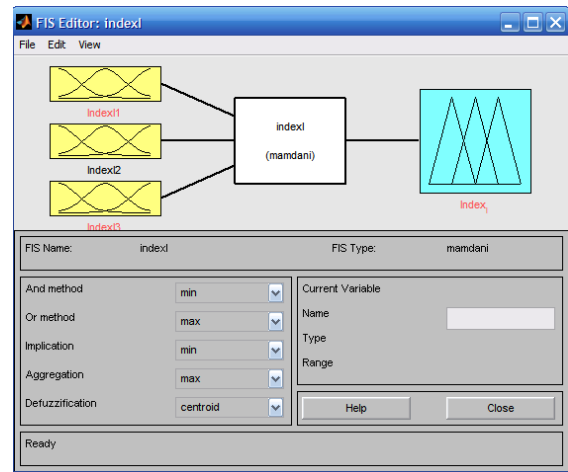 FIS Editor: indexI
File Edit View
IndexI1
indexI
(mamdani)
IndexI2
IndexI3
Index I
FIS Name: indexI FIS Type: mamdani
And method min
Or method max
Implication min
Aggregation max
Defuzzification centroid
Current Variable
Name
Type
Range
Help Close
Ready